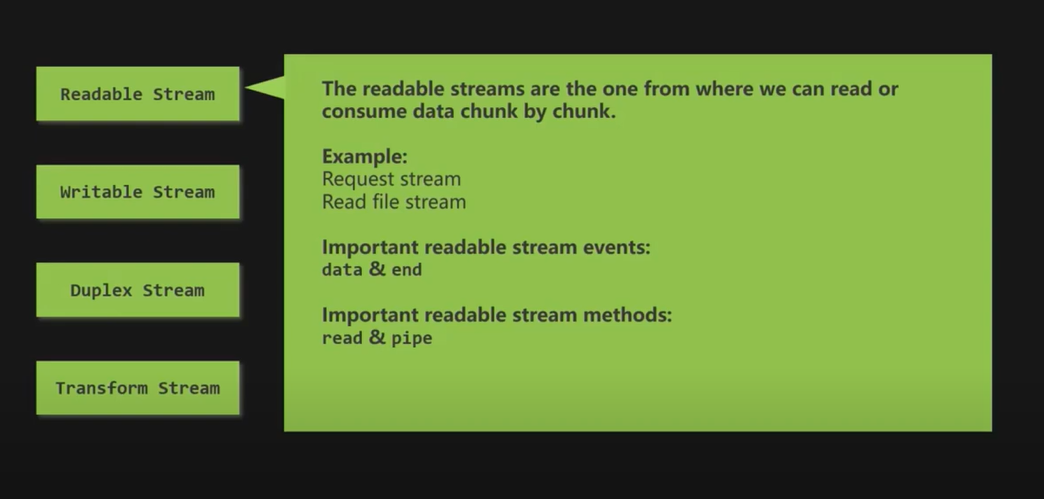 Readable Stream
Writable Stream
Duplex Stream
Transform Stream
The readable streams are the one from where we can read or
consume data chunk by chunk.
Example:
Request stream
Read file stream
Important readable stream events:
data & end
Important readable stream methods:
read & pipe